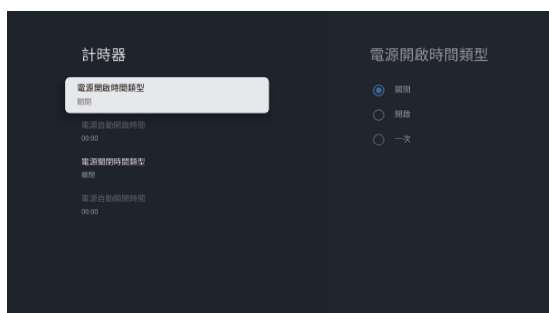 計時器
電源開啟時間類型
關閉
電源自動開啟時間
00:00
電源關閉時間類型
關閉
電源自動關閉時間
00:00
電源開啟時間類型
關閉
開啟
一次